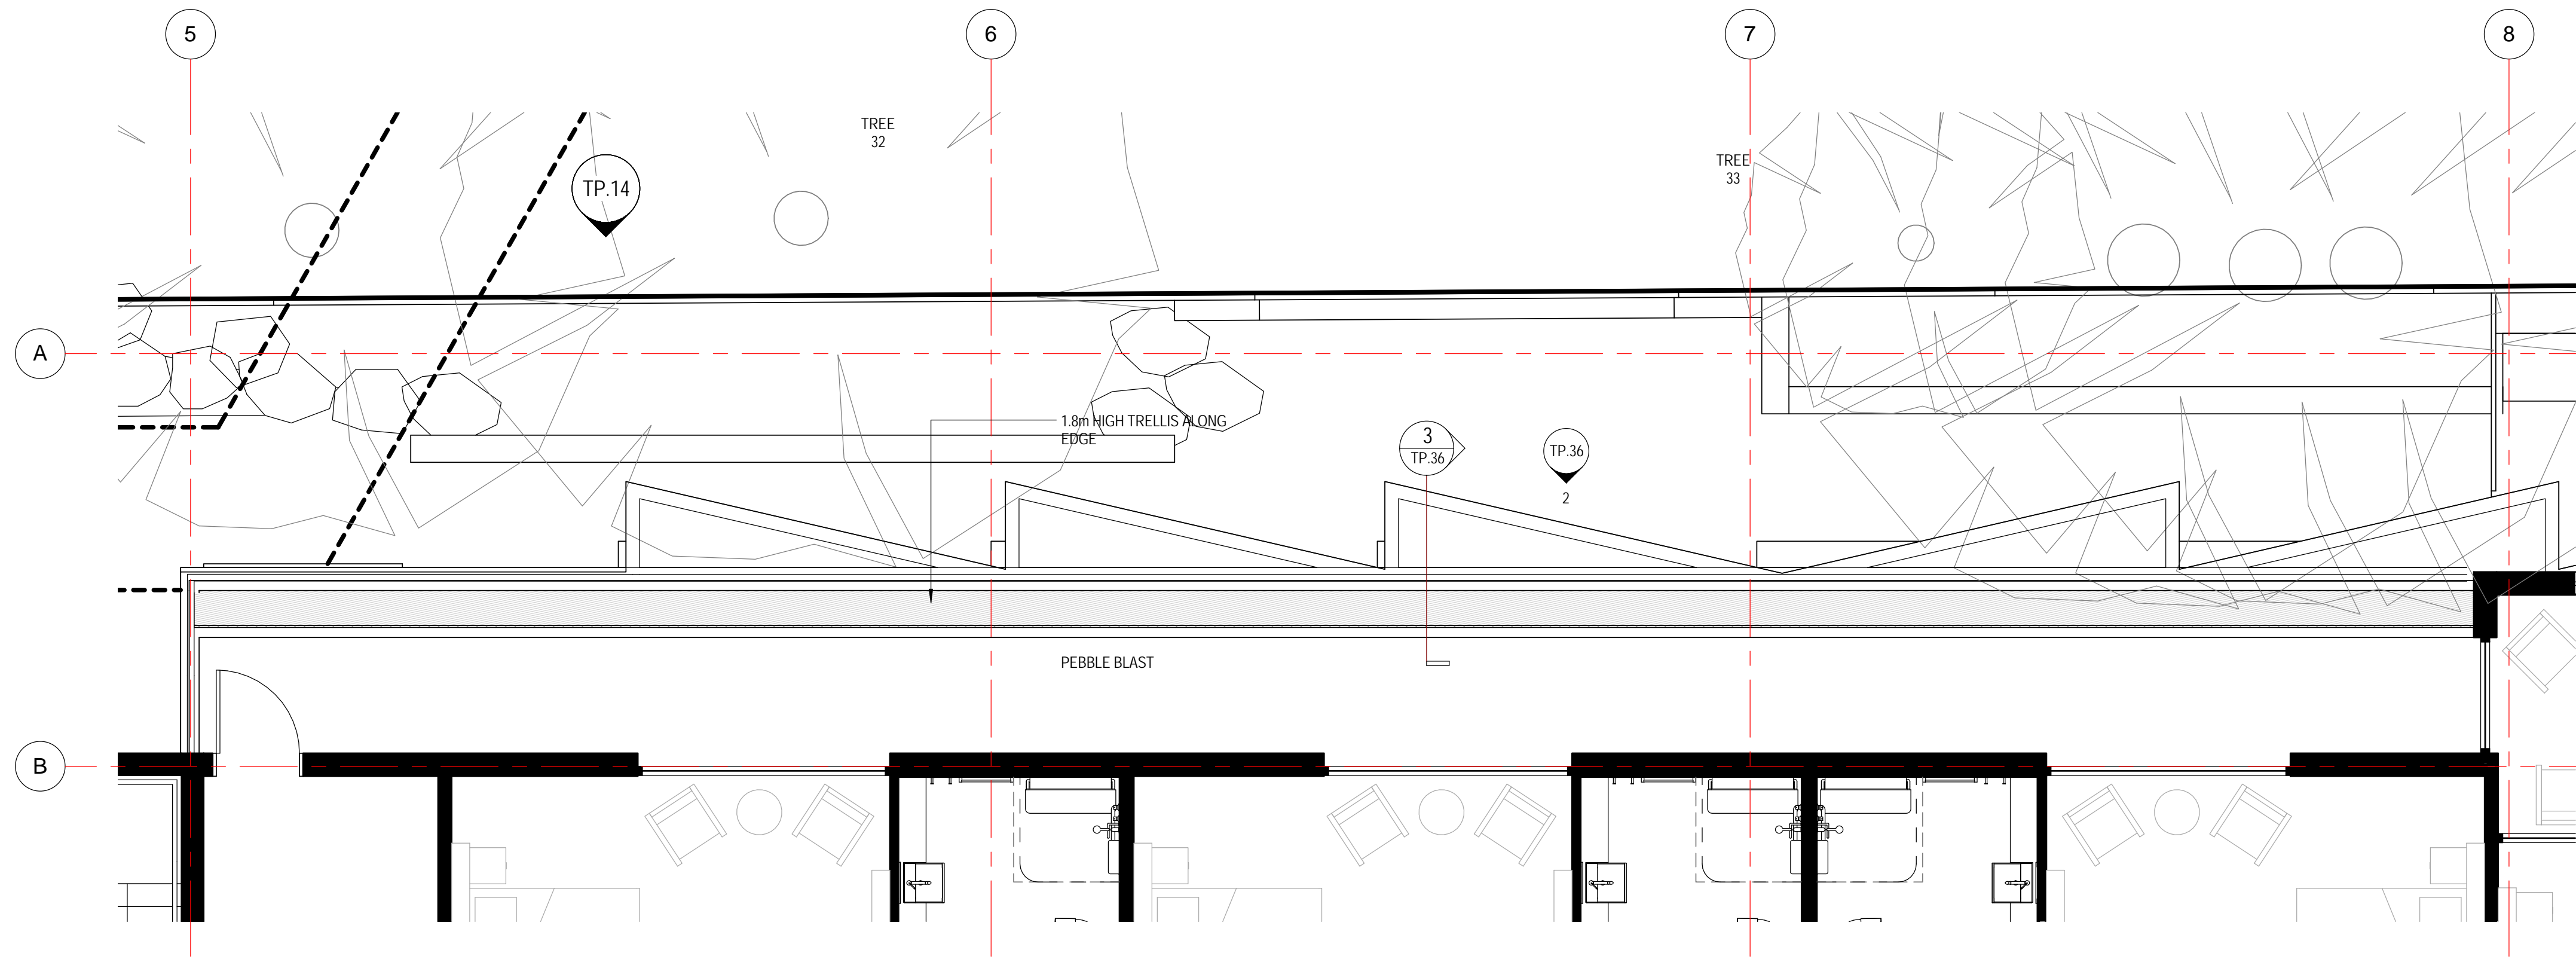 5
6
7
8
TREE
32
TREE
33
TP.14
A
1.8m HIGH TRELLIS ALONG
EDGE
3
TP.36
TP.36
2
PEBBLE BLAST
B